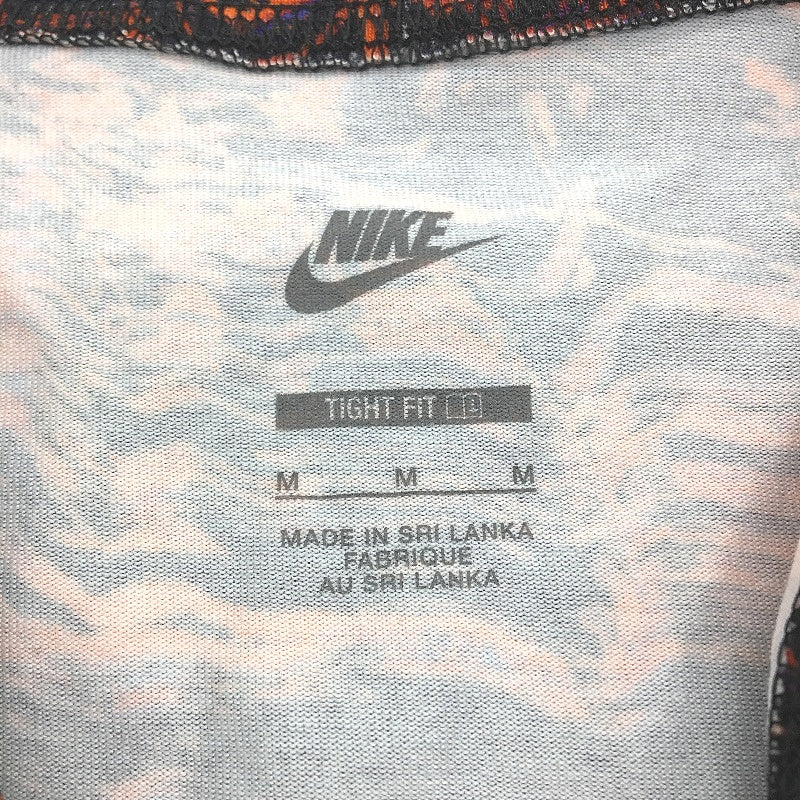 NIKE
TIGHT FIT
M M M
MADE IN SRI LANKA
FABRIQUE
AU SRI LANKA